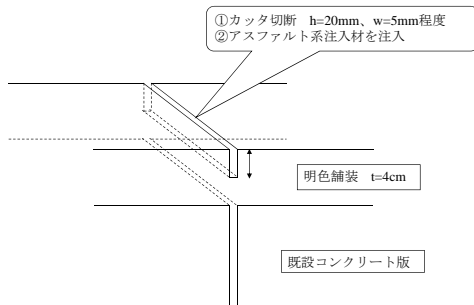 ①カッタ切断　h=20mm、w=5mm程度
②アスファルト系注入材を注入
明色舗装　t=4cm
既設コンクリート版